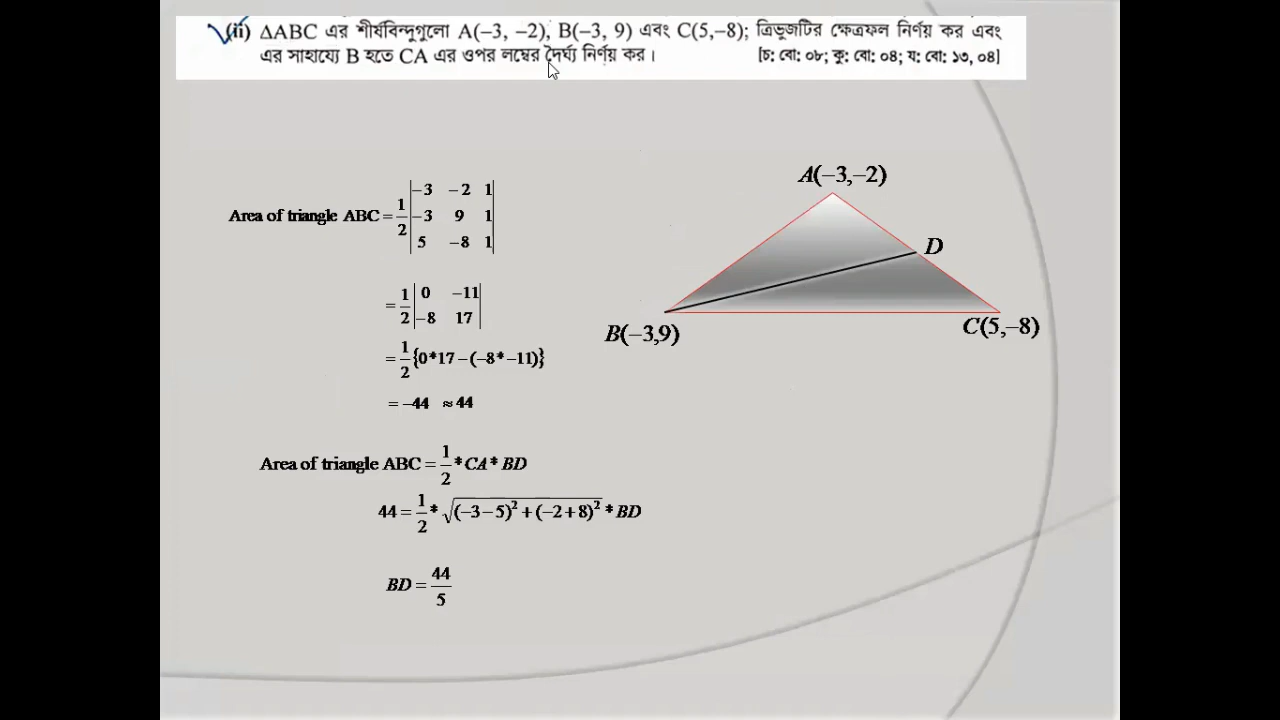 (ii) ΔABC এর শীর্ষবিন্দুগুলো A(–3, –2), B(–3, 9) এবং C(5,–8); ত্রিভুজটির ক্ষেত্রফল নির্ণয় কর এবং
এর সাহায্যে B হতে CA এর ওপর লম্বের দৈর্ঘ্য নির্ণয় কর। [চ: বো: ০৮; কু: বো: ০৪; য: বো: ১৩, ০৪]
A(−3,−2)
Area of triangle ABC = 1/2 |−3 −2 1|
|−3 9 1|
|5 −8 1|
D
= 1/2 |0 −11|
|−8 17|
B(−3,9)
C(5,−8)
= 1/2 {0*17−(−8*−11)}
= −44 ≈ 44
Area of triangle ABC = 1/2 * CA * BD
44 = 1/2 * √(−3−5)² + (−2+8)² * BD
BD = 44/5